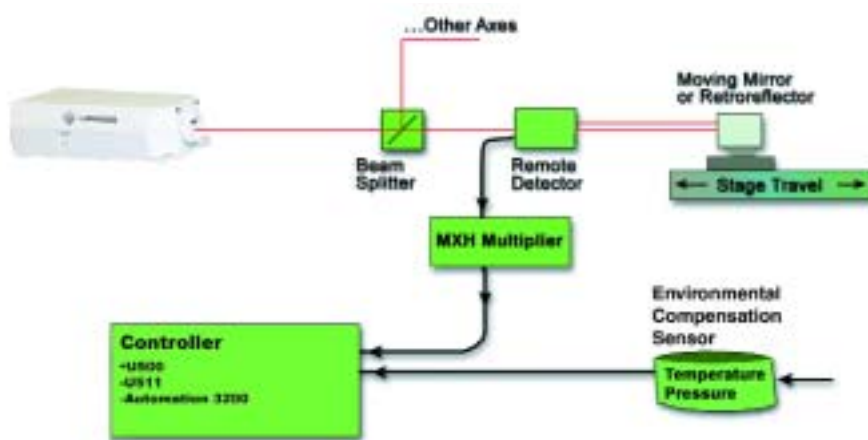 ...Other Axes
Moving Mirror
or Retroreflector
Beam
Splitter
Remote
Detector
Stage Travel
MXH Multiplier
Environmental
Compensation
Sensor
Controller
-U500
-U511
-Automation 3200
Temperature
Pressure